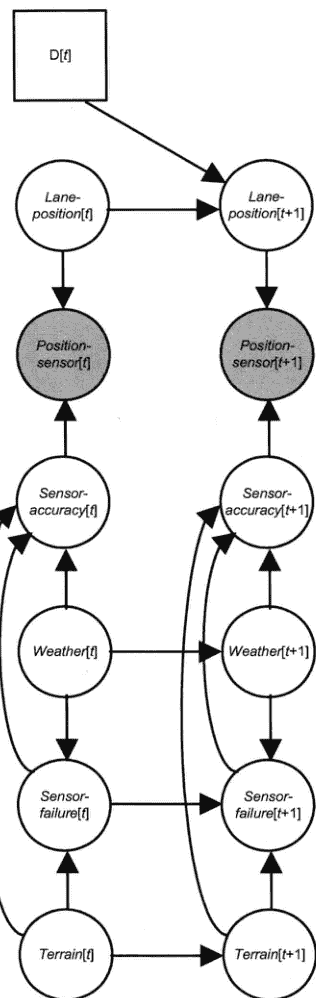 D[t]
Lane-
position[t]
Lane-
position[t+1]
Position-
sensor[t]
Position-
sensor[t+1]
Sensor-
accuracy[t]
Sensor-
accuracy[t+1]
Weather[t]
Weather[t+1]
Sensor-
failure[t]
Sensor-
failure[t+1]
Terrain[t]
Terrain[t+1]